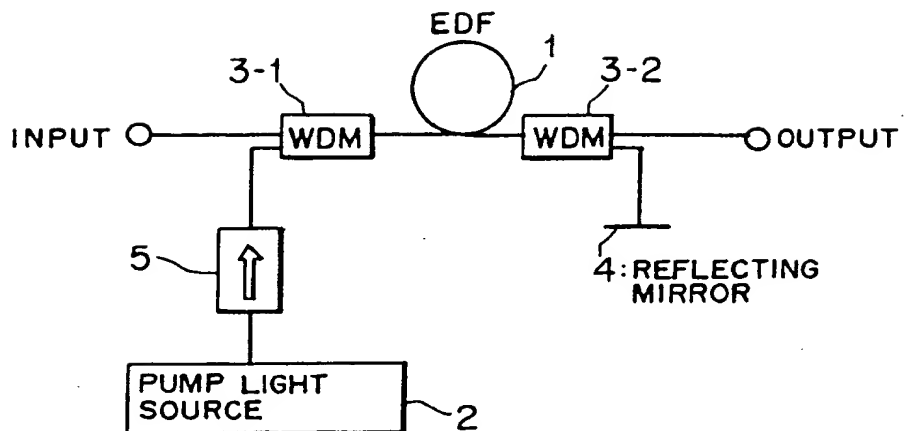 EDF
1
3-1
3-2
INPUT
WDM
WDM
OUTPUT
5
4:REFLECTING
MIRROR
PUMP LIGHT
SOURCE
2